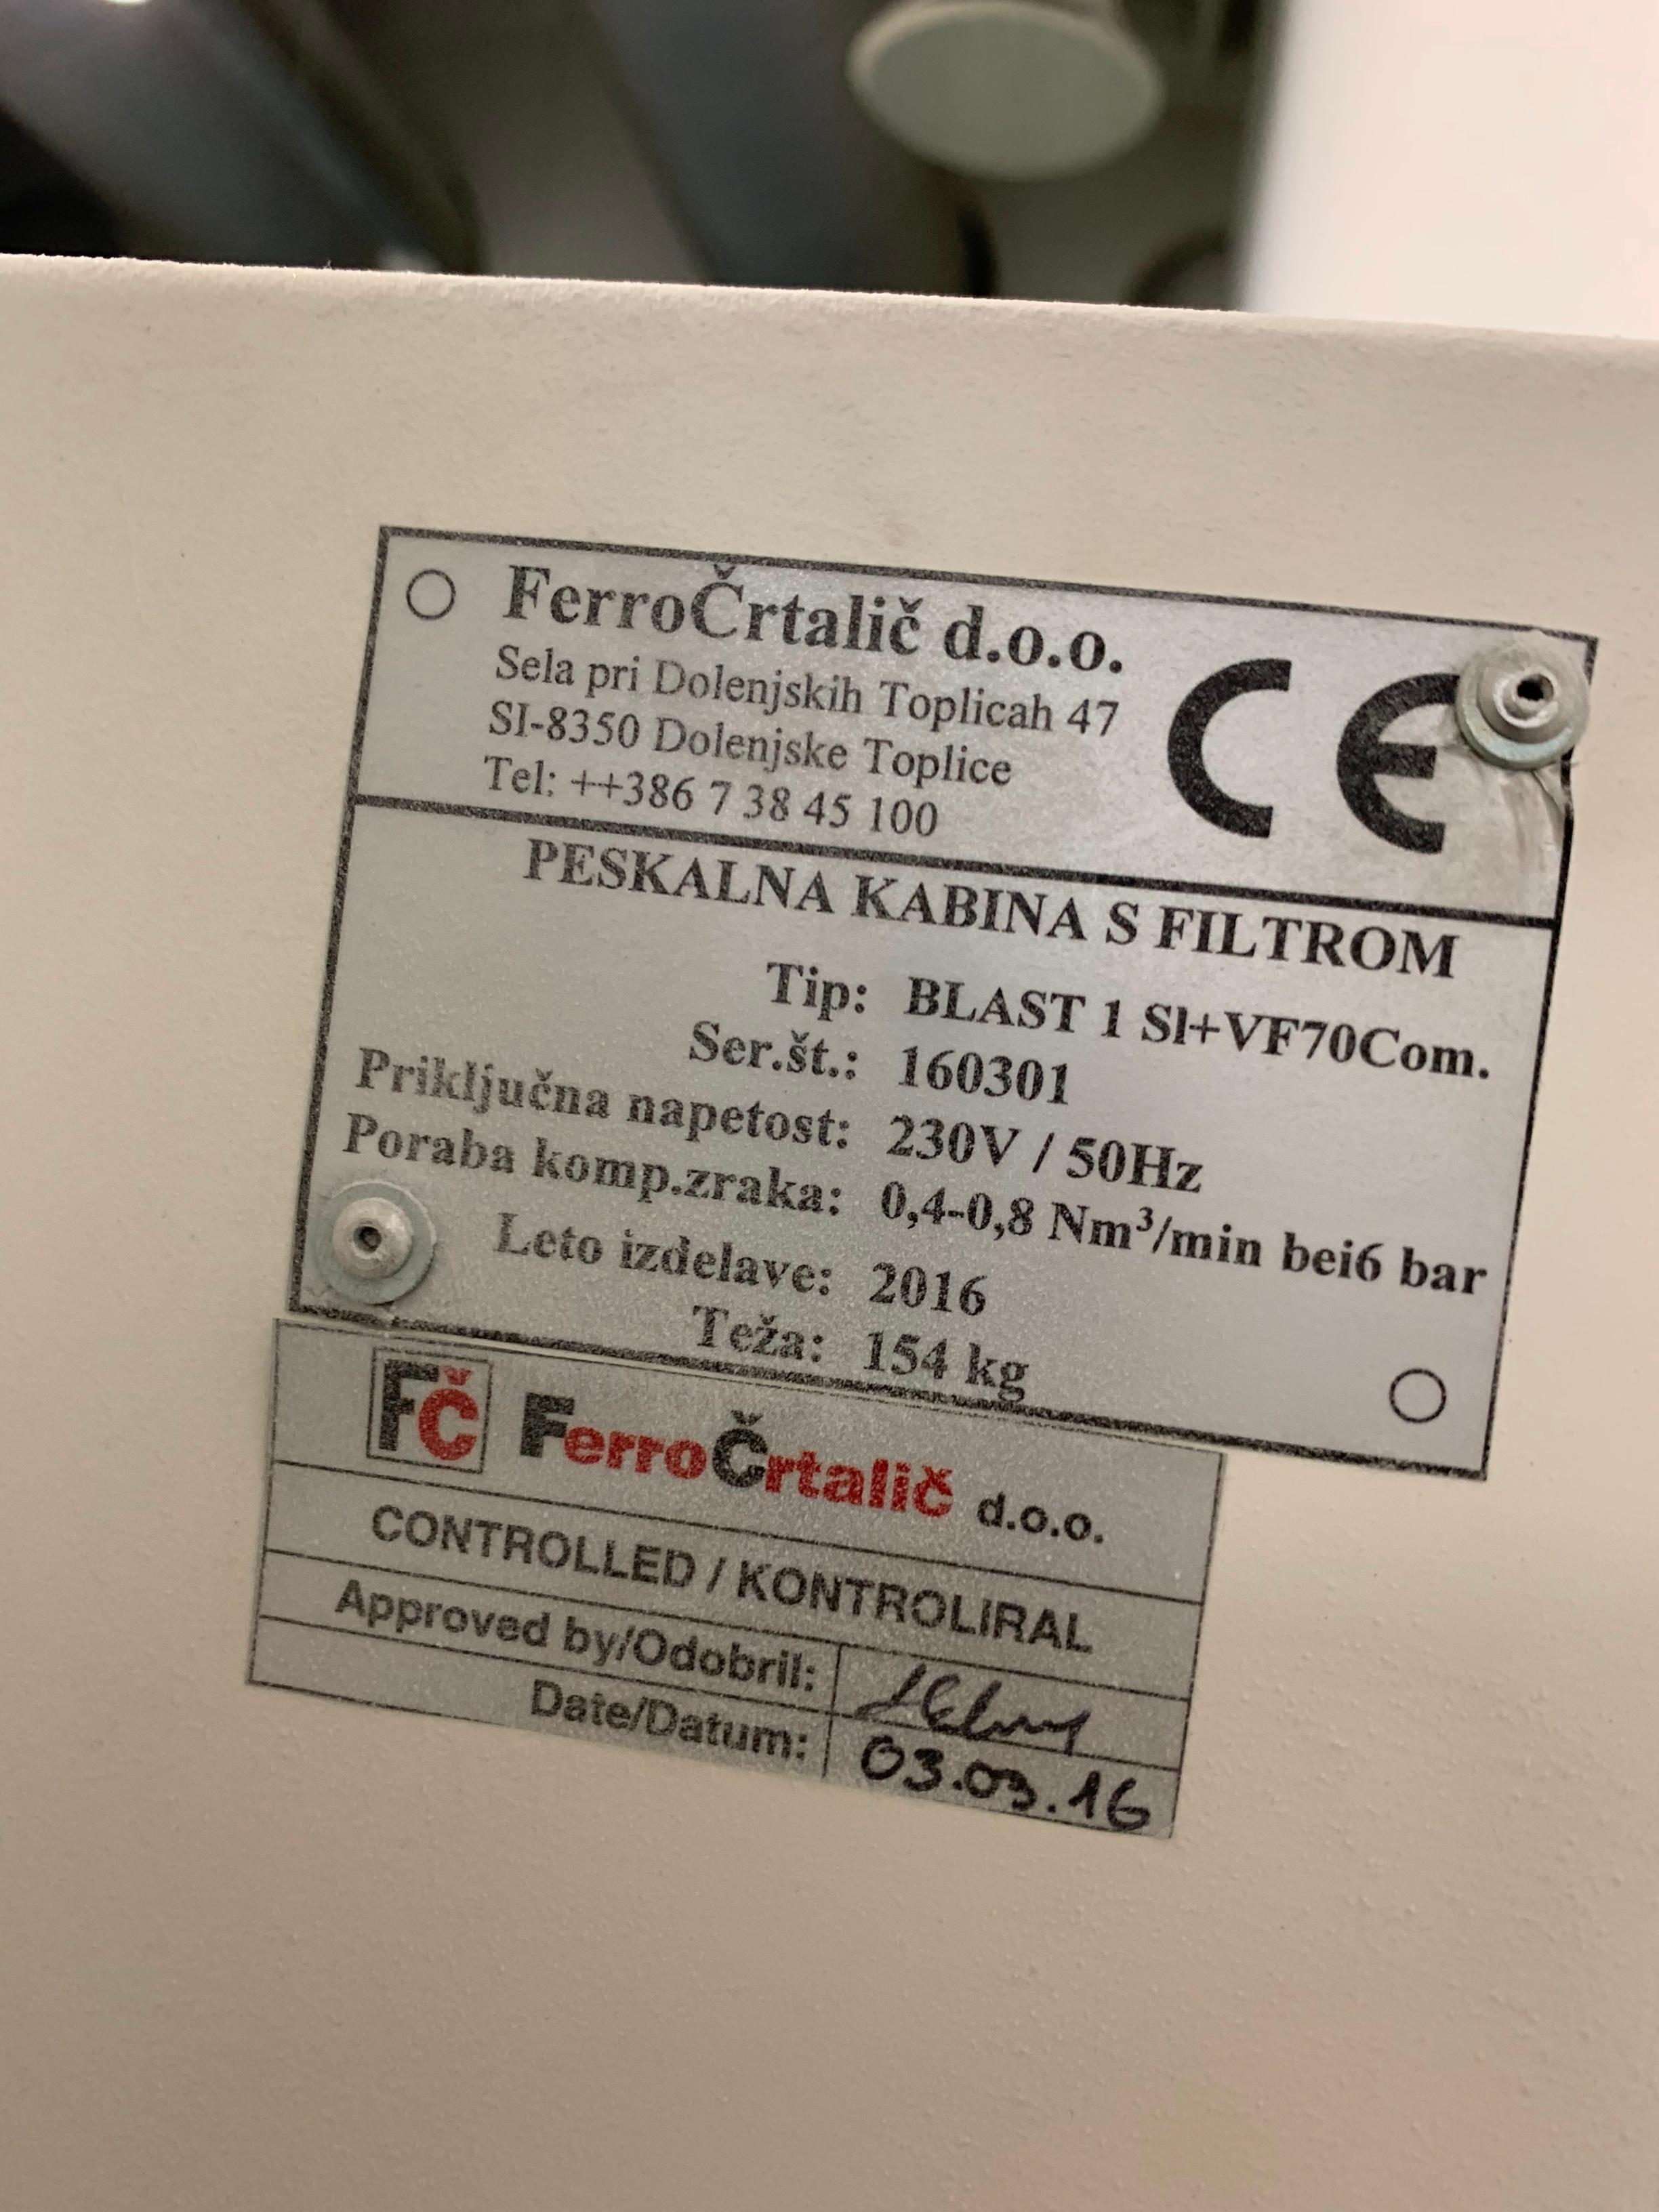 FerroČrtalič d.o.o.
Sela pri Dolenjskih Toplicah 47
SI-8350 Dolenjske Toplice
Tel: ++386 7 38 45 100
CE
PESKALNA KABINA S FILTROM
Tip: BLAST 1 Sl+VF70Com.
Ser.št.: 160301
Priključna napetost: 230V / 50Hz
Poraba komp.zraka: 0,4-0,8 Nm³/min bei6 bar
Leto izdelave: 2016
Teža: 154 kg
FČ FerroČrtalič d.o.o.
CONTROLLED / KONTROLIRAL
Approved by/Odobril:
Date/Datum: 03.03.16